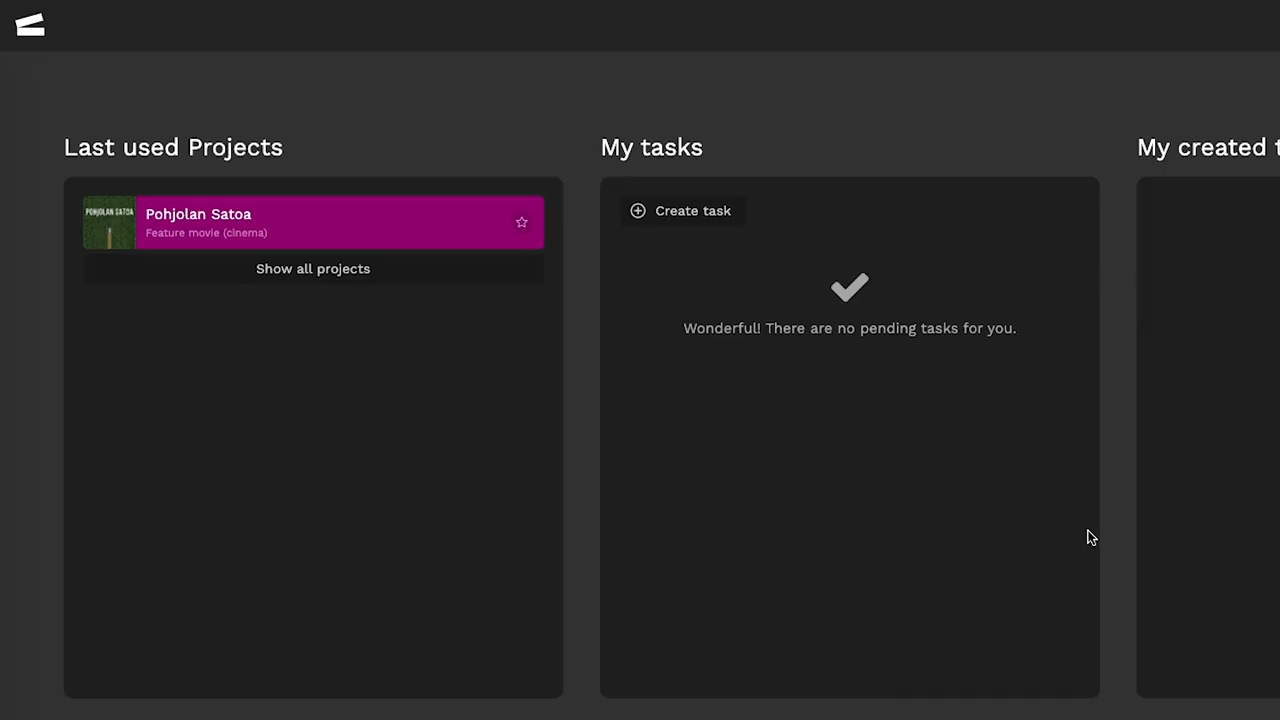 Last used Projects
POHJOLAN SATOA
Pohjolan Satoa
Feature movie (cinema)
Show all projects
My tasks
Create task
Wonderful! There are no pending tasks for you.
My created